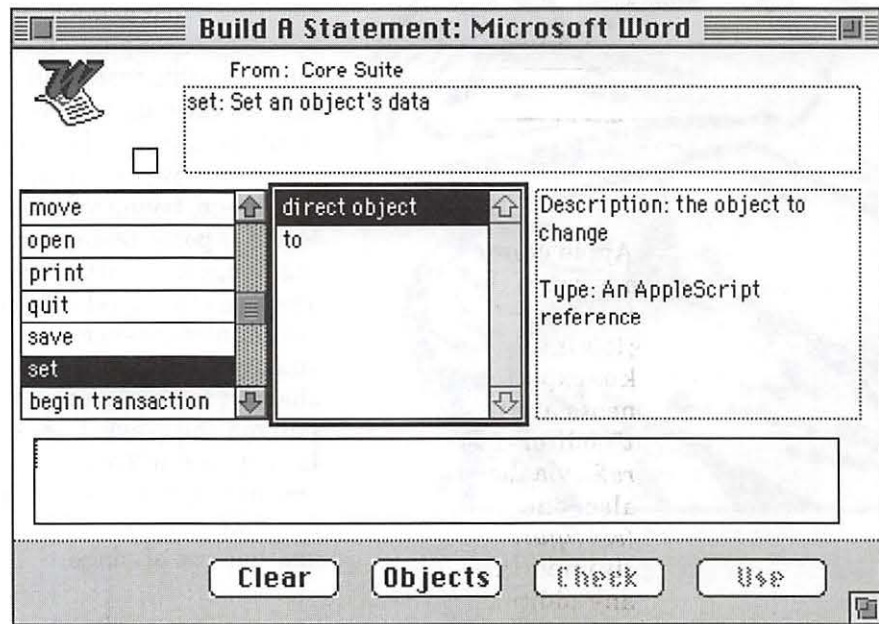 Build A Statement: Microsoft Word
From: Core Suite
set: Set an object's data
move
open
print
quit
save
set
begin transaction
direct object
to
Description: the object to
change
Type: An AppleScript
reference
Clear
Objects
Check
Use